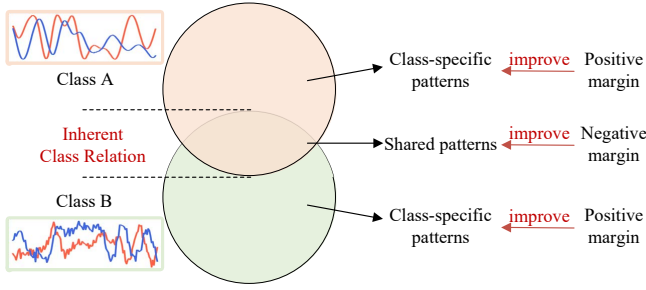 Class A
Inherent
Class Relation
Class B
Class-specific
patterns
improve
Positive
margin
Shared patterns
improve
Negative
margin
Class-specific
patterns
improve
Positive
margin